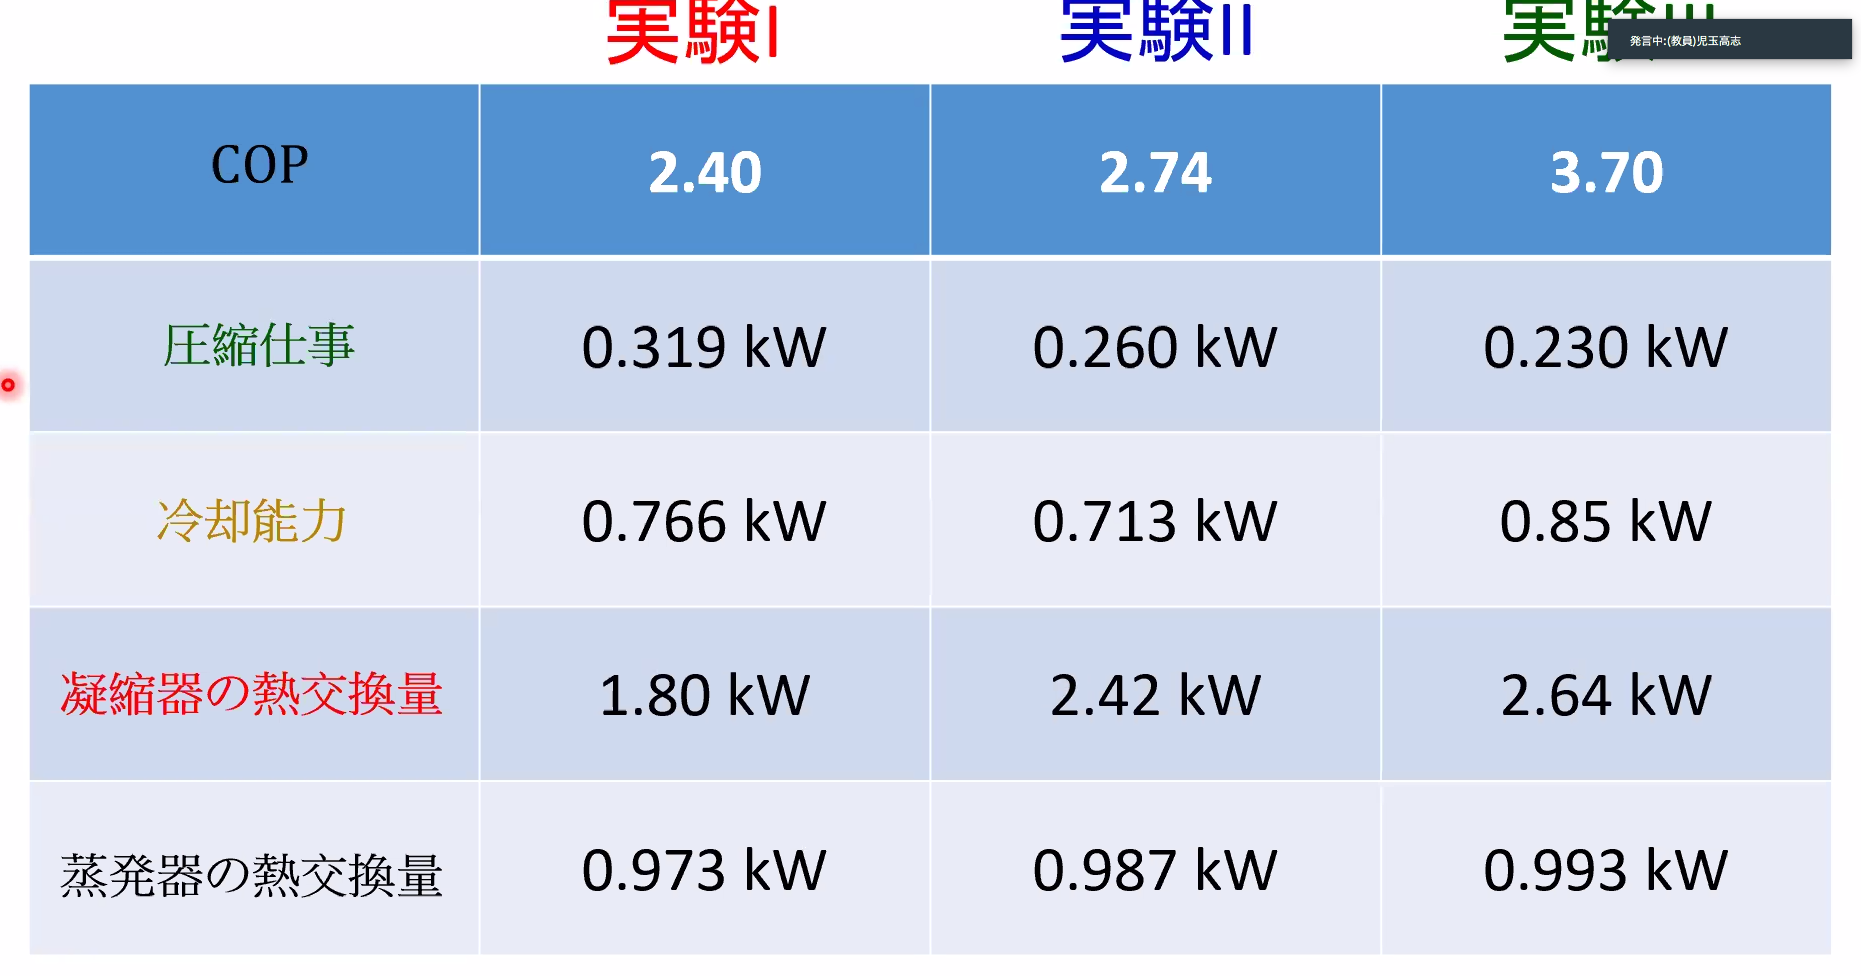 実験I 実験II 実験III
発言中:(教員)児玉高志
COP 2.40 2.74 3.70
圧縮仕事 0.319 kW 0.260 kW 0.230 kW
冷却能力 0.766 kW 0.713 kW 0.85 kW
凝縮器の熱交換量 1.80 kW 2.42 kW 2.64 kW
蒸発器の熱交換量 0.973 kW 0.987 kW 0.993 kW